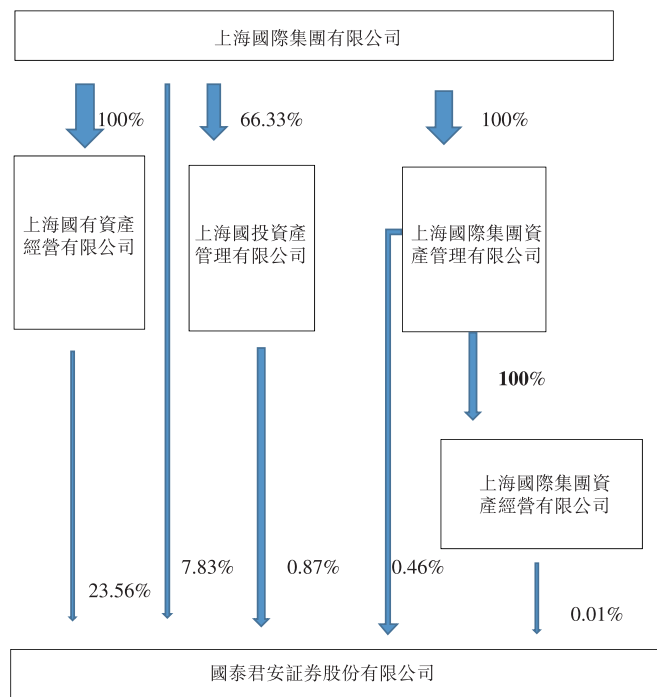 上海國際集團有限公司
100%
66.33%
100%
上海國有資產
經營有限公司
上海國投資產
管理有限公司
上海國際集團資
產管理有限公司
100%
上海國際集團資
產經營有限公司
23.56%
7.83%
0.87%
0.46%
0.01%
國泰君安証券股份有限公司